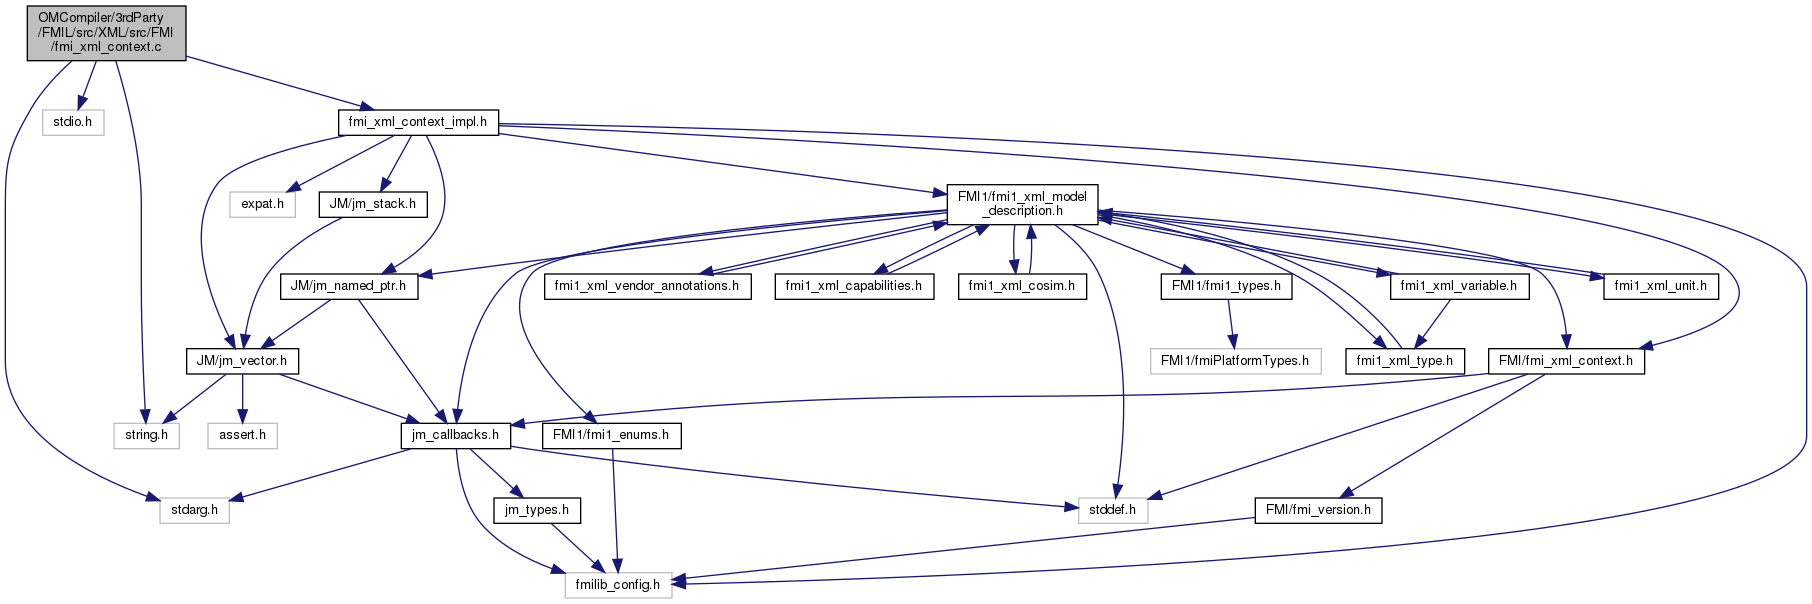 OMCompiler/3rdParty
/FMIL/src/XML/src/FMI
/fmi_xml_context.c
stdio.h
fmi_xml_context_impl.h
expat.h
JM/jm_stack.h
FMI1/fmi1_xml_model
_description.h
JM/jm_named_ptr.h
fmi1_xml_vendor_annotations.h
fmi1_xml_capabilities.h
fmi1_xml_cosim.h
FMI1/fmi1_types.h
fmi1_xml_variable.h
fmi1_xml_unit.h
JM/jm_vector.h
FMI1/fmiPlatformTypes.h
fmi1_xml_type.h
FMI/fmi_xml_context.h
string.h
assert.h
jm_callbacks.h
FMI1/fmi1_enums.h
stdarg.h
jm_types.h
stddef.h
FMI/fmi_version.h
fmilib_config.h